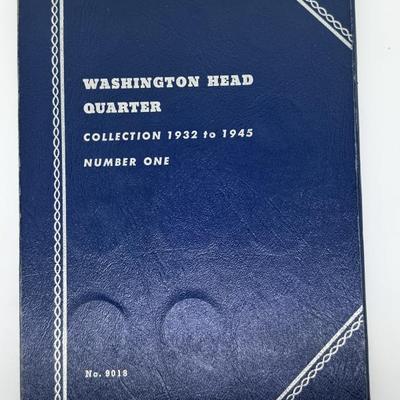 WASHINGTON HEAD
QUARTER
COLLECTION 1932 to 1945
NUMBER ONE
No. 9018